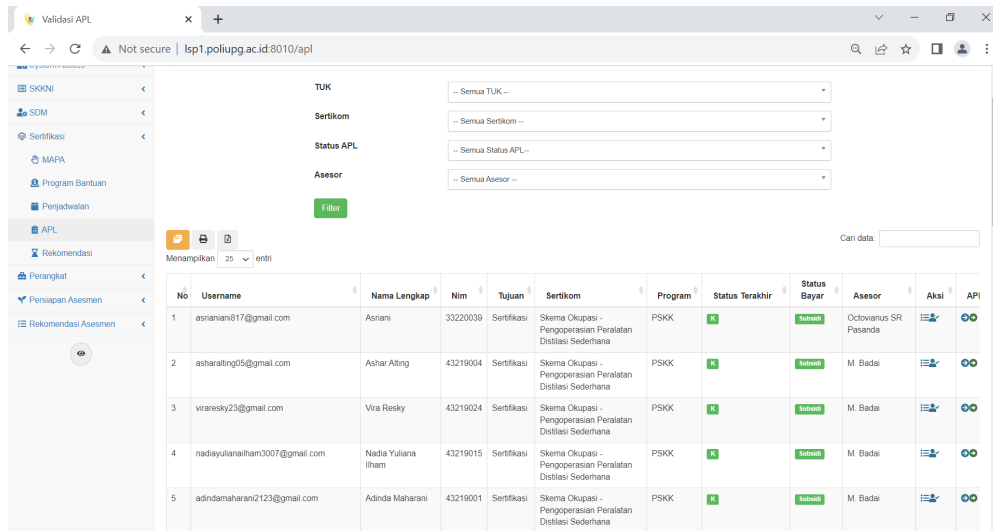 Validasi APL
Not secure | lsp1.poliupg.ac.id:8010/apl
SKKNI
SDM
Sertifikasi
MAPA
Program Bantuan
Penjadwalan
APL
Rekomendasi
Perangkat
Persiapan Asesmen
Rekomendasi Asesmen
TUK -- Semua TUK --
Sertikom -- Semua Sertikom --
Status APL -- Semua Status APL--
Asesor -- Semua Asesor --
Filter
Cari data:
Menampilkan 25 entri
No Username Nama Lengkap Nim Tujuan Sertikom Program Status Terakhir Status Bayar Asesor Aksi
1 asrianiani817@gmail.com Asriani 33220039 Sertifikasi Skema Okupasi - PSKK K Subsidi Octovianus SR
Pengoperasian Peralatan Pasanda
Distilasi Sederhana
2 asharalting05@gmail.com Ashar Alting 43219004 Sertifikasi Skema Okupasi - PSKK K Subsidi M. Badai
Pengoperasian Peralatan
Distilasi Sederhana
3 viraresky23@gmail.com Vira Resky 43219024 Sertifikasi Skema Okupasi - PSKK K Subsidi M. Badai
Pengoperasian Peralatan
Distilasi Sederhana
4 nadiayulianailham3007@gmail.com Nadia Yuliana 43219015 Sertifikasi Skema Okupasi - PSKK K Subsidi M. Badai
Ilham Pengoperasian Peralatan
Distilasi Sederhana
5 adindamaharani2123@gmail.com Adinda Maharani 43219001 Sertifikasi Skema Okupasi - PSKK K Subsidi M. Badai
Pengoperasian Peralatan
Distilasi Sederhana